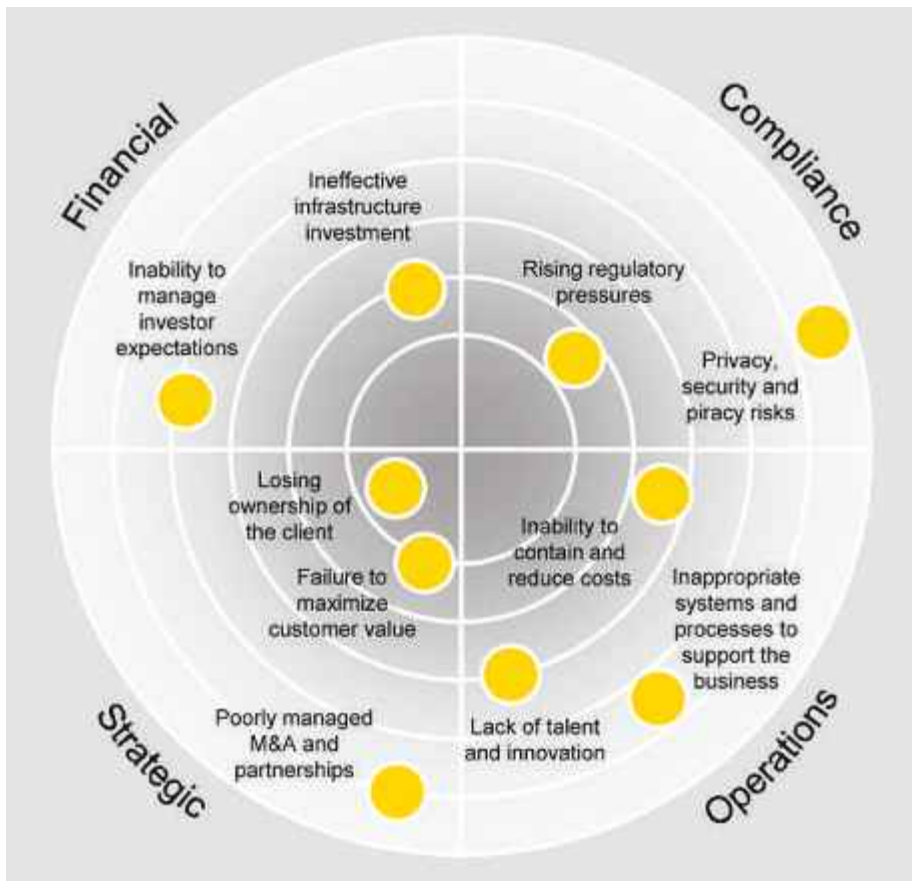 Financial
Compliance
Ineffective
infrastructure
investment
Inability to
manage
investor
expectations
Rising regulatory
pressures
Privacy,
security and
piracy risks
Losing
ownership of
the client
Failure to
maximize
customer value
Inability to
contain and
reduce costs
Inappropriate
systems and
processes to
support the
business
Poorly managed
M&A and
partnerships
Lack of talent
and innovation
Strategic
Operations